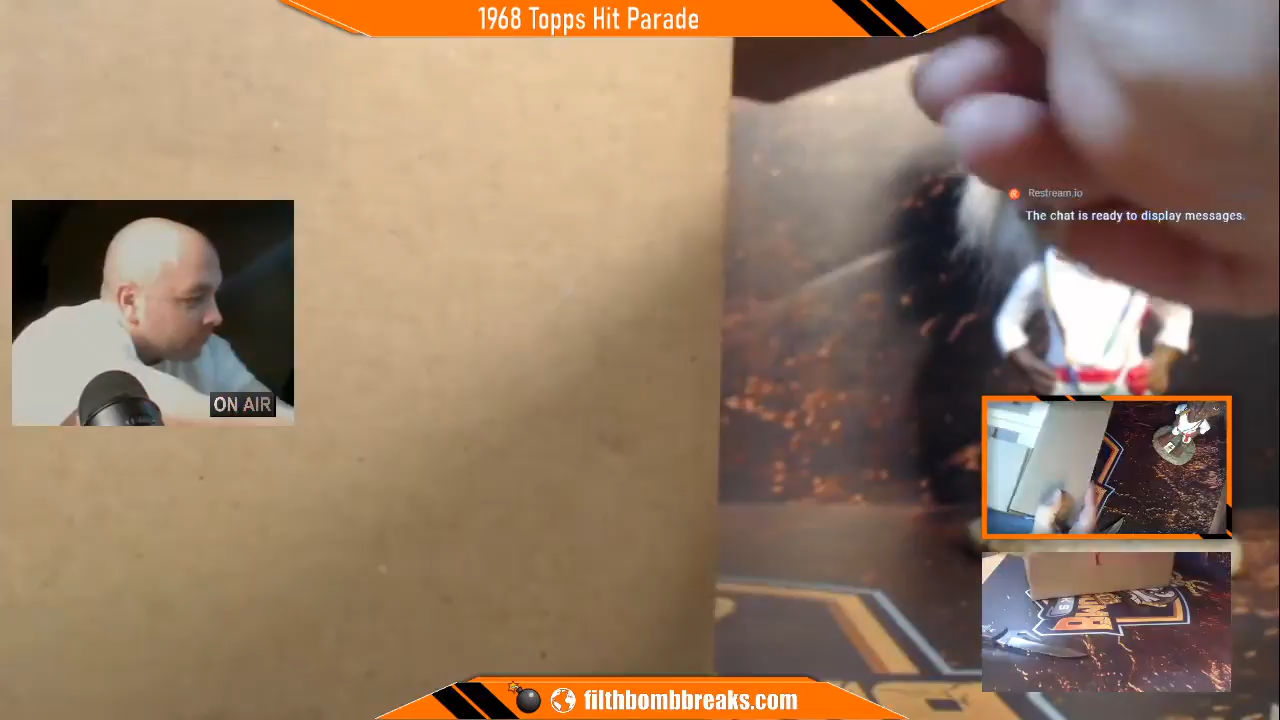 1968 Topps Hit Parade
Restream.io
The chat is ready to display messages.
ON AIR
filthbombbreaks.com